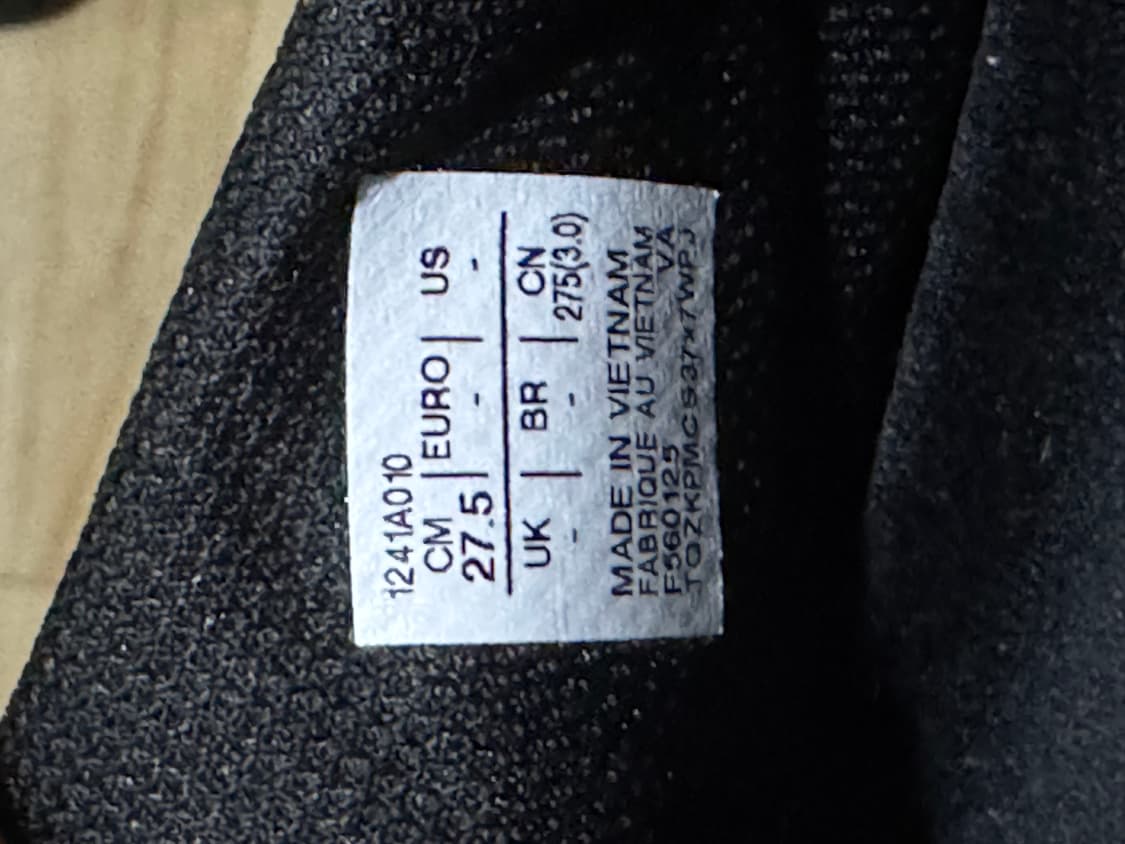 1241A010
CM | EURO | US
27.5 | - | -
UK | BR | CN
- | - | 275(3.0)
MADE IN VIETNAM
FABRIQUE AU VIETNAM
F560125 VA